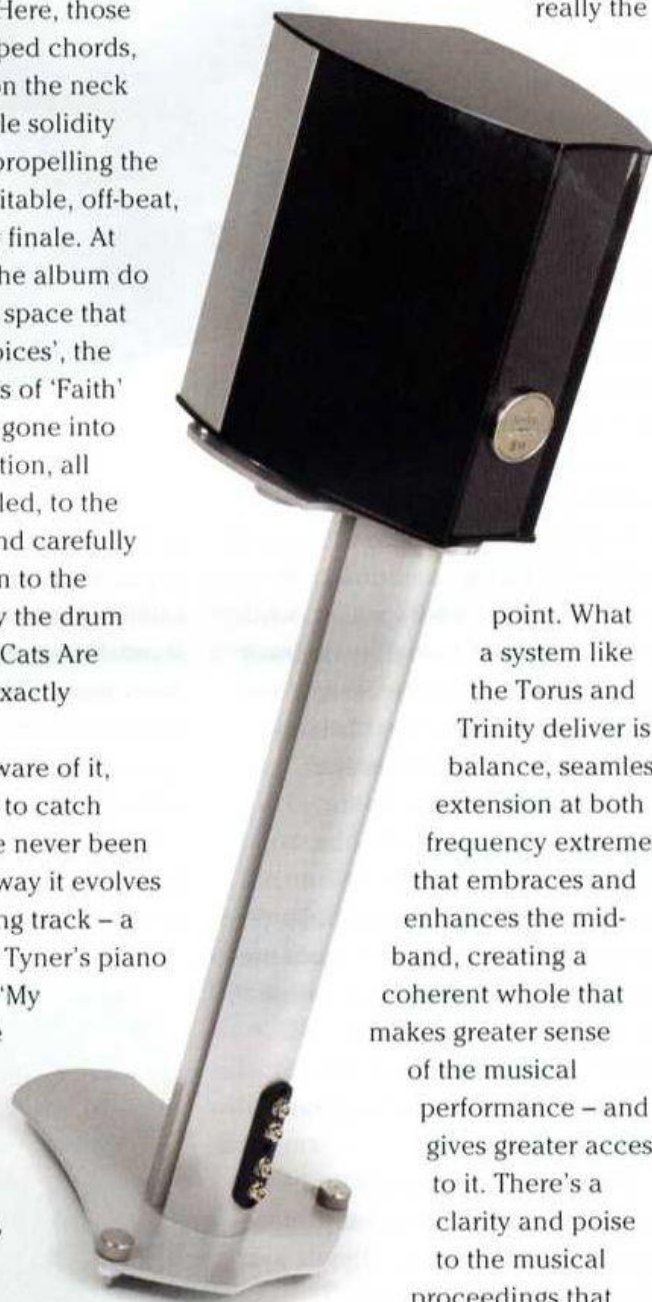 Here, those
ped chords,
on the neck
le solidity
propelling the
itable, off-beat,
finale. At
he album do
space that
oices', the
s of 'Faith'
gone into
tion, all
led, to the
nd carefully
n to the
y the drum
Cats Are
xactly
ware of it,
to catch
e never been
way it evolves
ng track – a
Tyner's piano
'My
e
really the
point. What
a system like
the Torus and
Trinity deliver is
balance, seamles
extension at both
frequency extreme
that embraces and
enhances the mid-
band, creating a
coherent whole that
makes greater sense
of the musical
performance – and
gives greater acces
to it. There's a
clarity and poise
to the musical
proceedings that